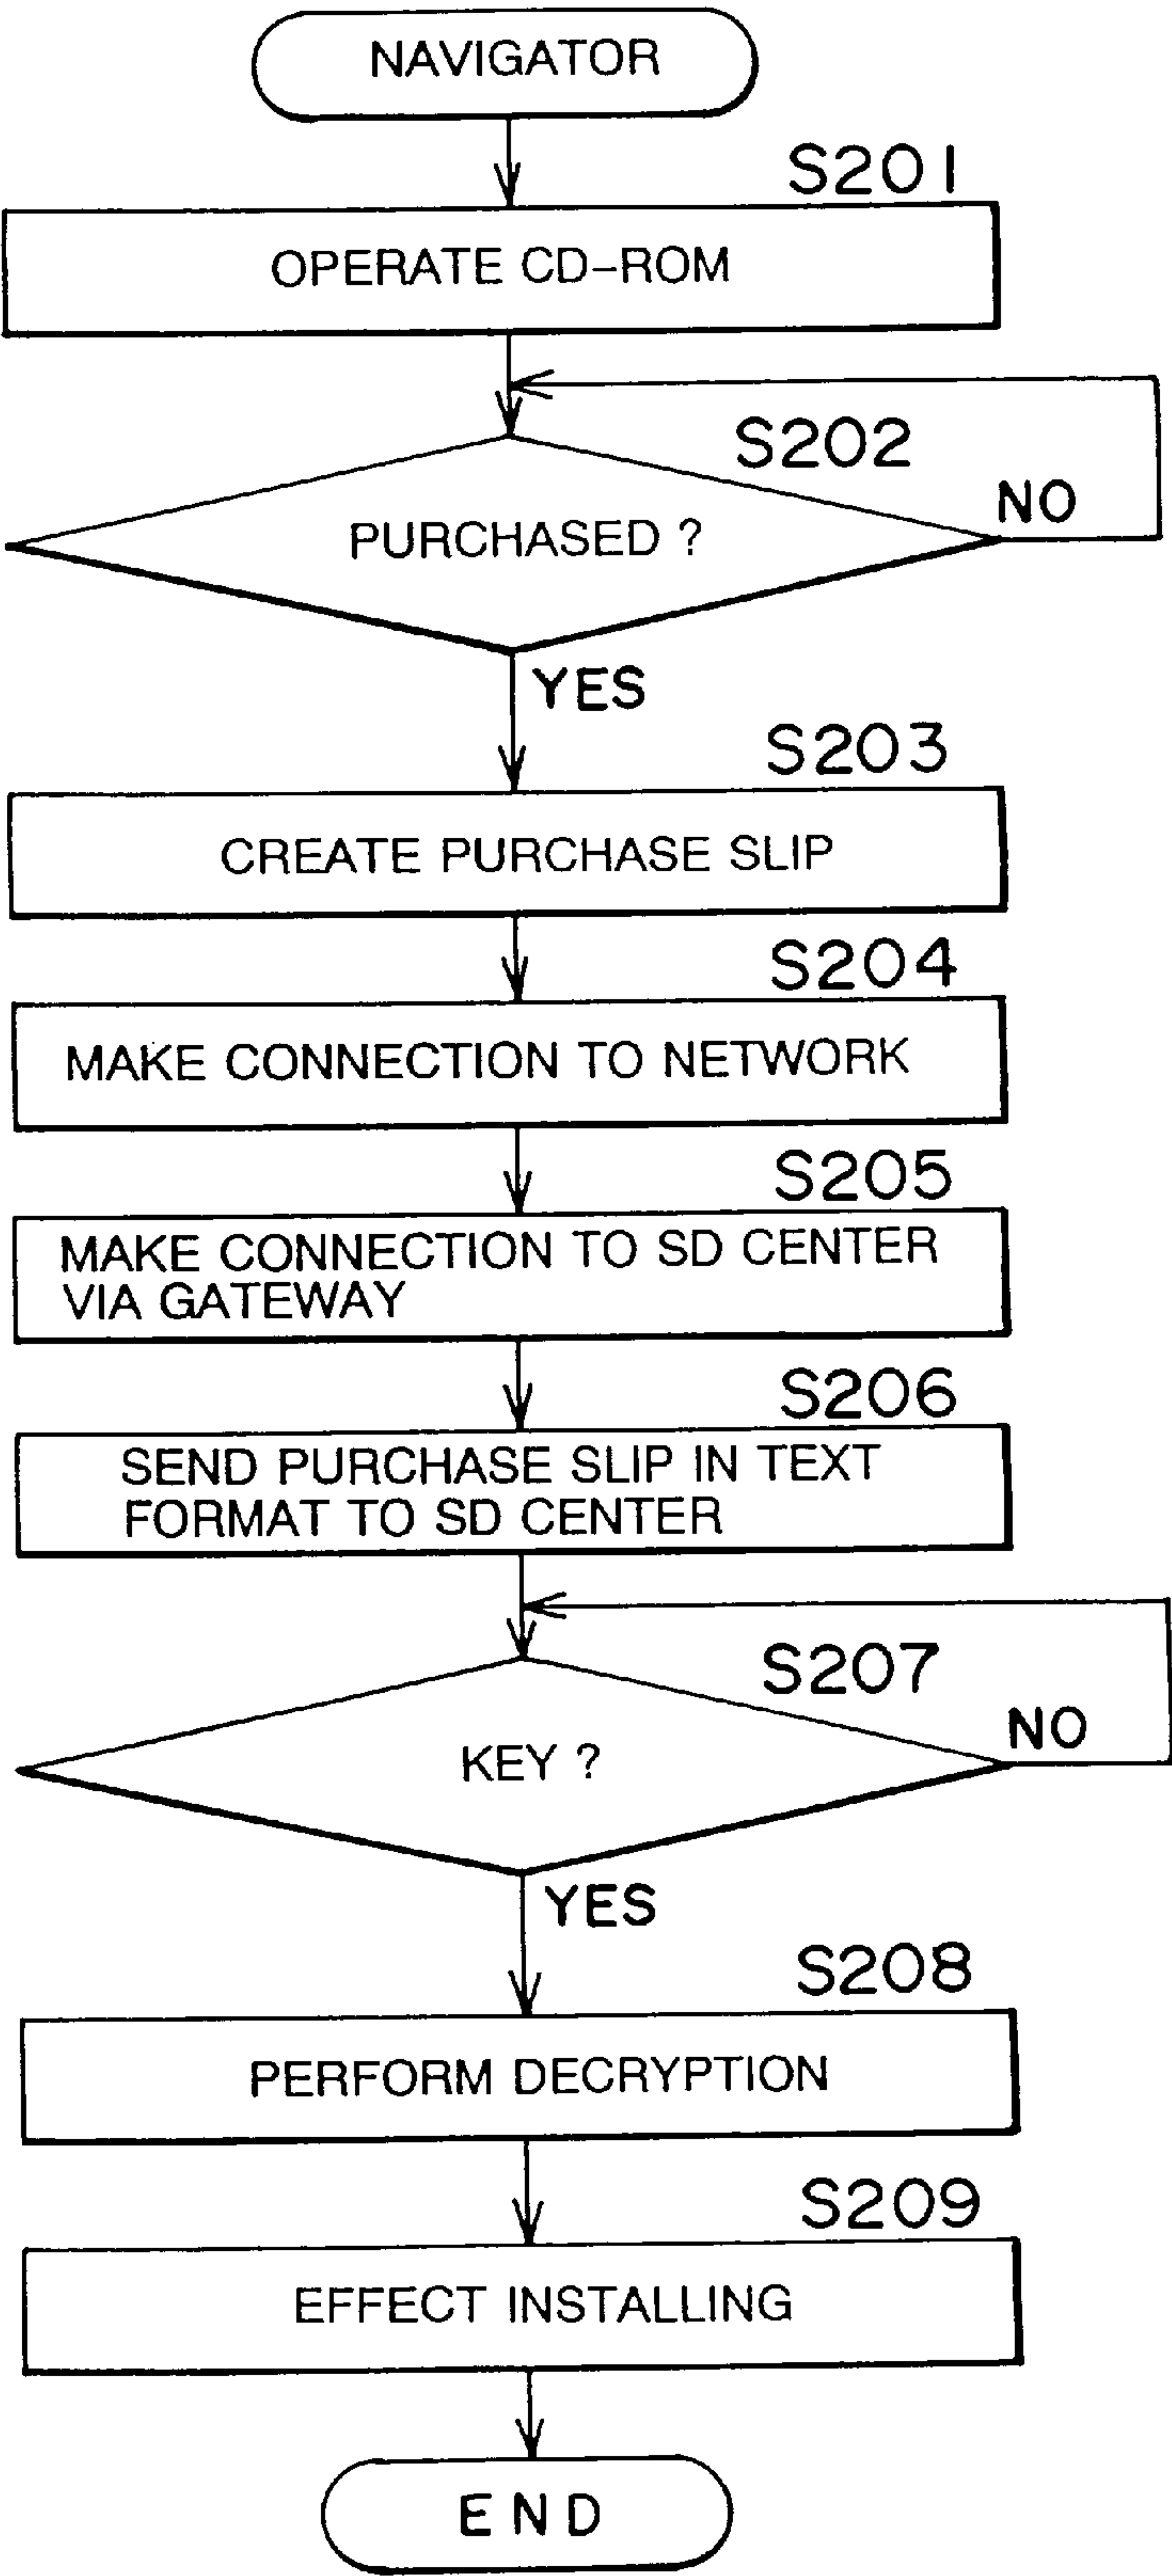 NAVIGATOR
S201
OPERATE CD-ROM
S202
NO
PURCHASED ?
YES
S203
CREATE PURCHASE SLIP
S204
MAKE CONNECTION TO NETWORK
S205
MAKE CONNECTION TO SD CENTER
VIA GATEWAY
S206
SEND PURCHASE SLIP IN TEXT
FORMAT TO SD CENTER
S207
NO
KEY ?
YES
S208
PERFORM DECRYPTION
S209
EFFECT INSTALLING
END